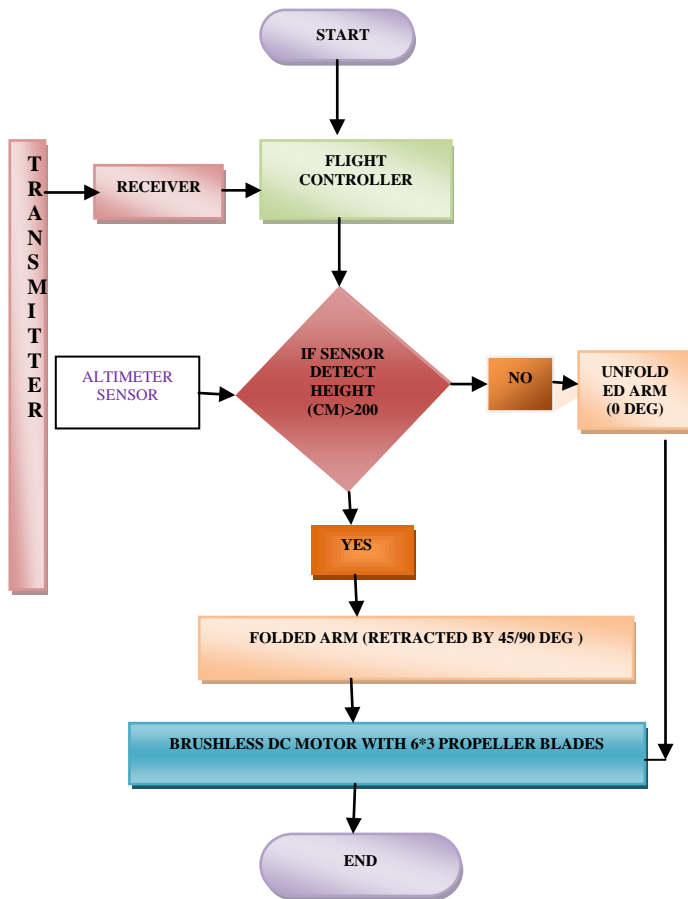 START
TRANSMITTER
RECEIVER
FLIGHT
CONTROLLER
ALTIMETER
SENSOR
IF SENSOR
DETECT
HEIGHT
(CM)>200
NO
UNFOLD
ED ARM
(0 DEG)
YES
FOLDED ARM (RETRACTED BY 45/90 DEG )
BRUSHLESS DC MOTOR WITH 6*3 PROPELLER BLADES
END